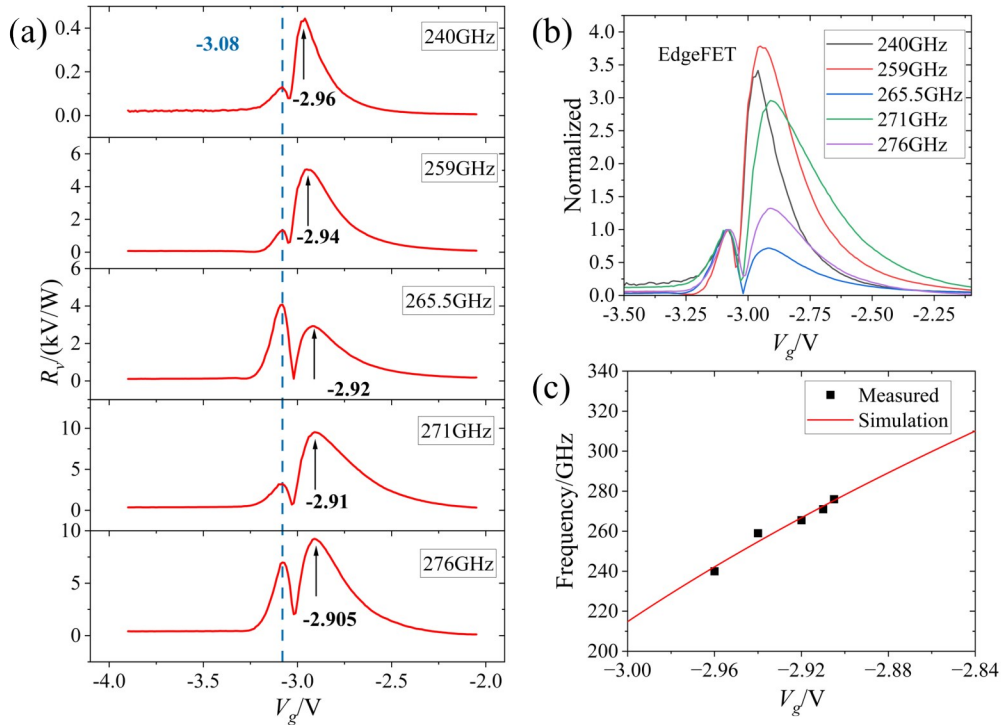 (a)
-3.08
240GHz
-2.96
0.4
0.2
0.0
259GHz
-2.94
6
4
2
0
265.5GHz
-2.92
6
4
2
0
271GHz
-2.91
10
5
0
276GHz
-2.905
10
5
0
Rv/(kV/W)
-4.0 -3.5 -3.0 -2.5 -2.0
Vg/V
(b)
EdgeFET
240GHz
259GHz
265.5GHz
271GHz
276GHz
Normalized
4.0
3.5
3.0
2.5
2.0
1.5
1.0
0.5
0.0
-3.50 -3.25 -3.00 -2.75 -2.50 -2.25
Vg/V
(c)
Measured
Simulation
Frequency/GHz
340
320
300
280
260
240
220
200
-3.00 -2.96 -2.92 -2.88 -2.84
Vg/V